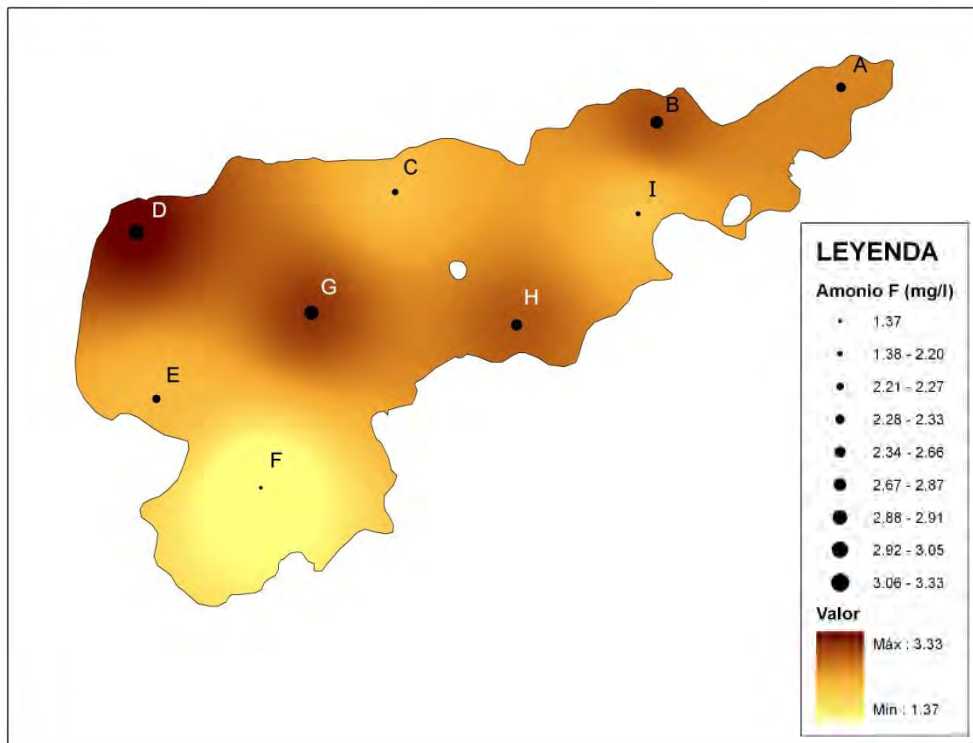 A
B
C
I
D
G
H
E
F
LEYENDA
Amonio F (mg/l)
1.37
1.38 - 2.20
2.21 - 2.27
2.28 - 2.33
2.34 - 2.66
2.67 - 2.87
2.88 - 2.91
2.92 - 3.05
3.06 - 3.33
Valor
Máx : 3.33
Mín : 1.37